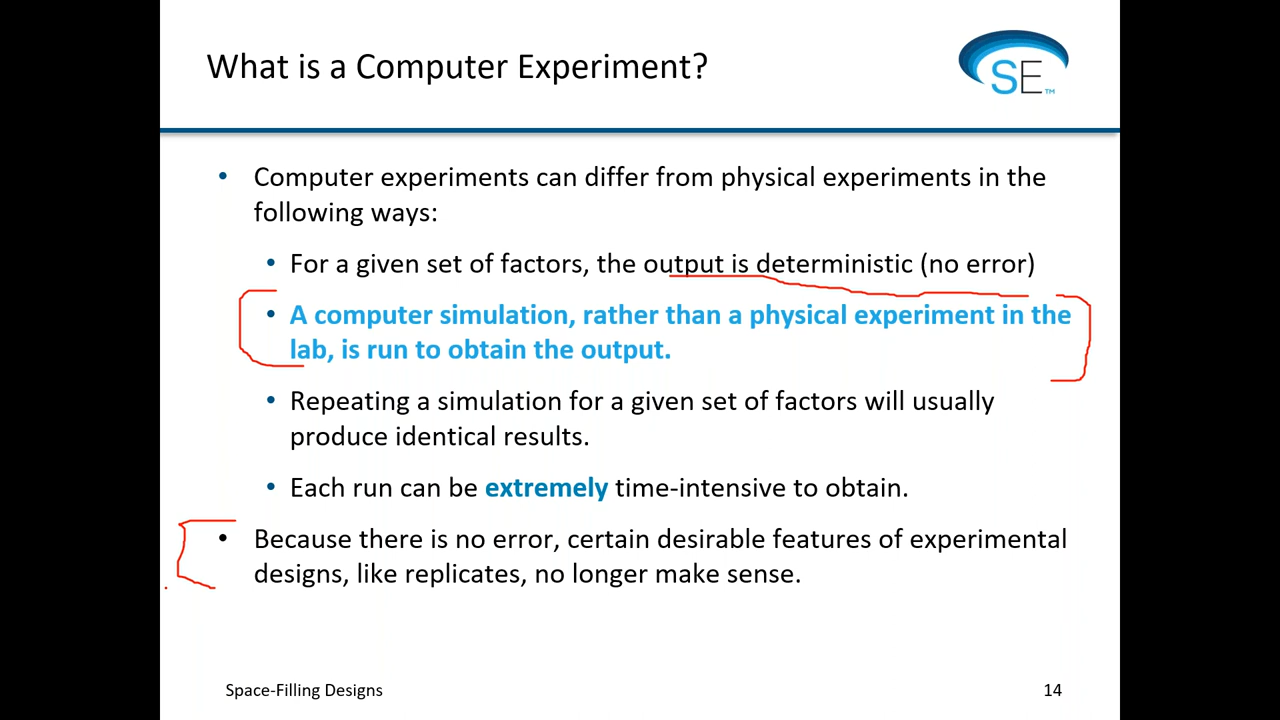 What is a Computer Experiment?
SE™
• Computer experiments can differ from physical experiments in the
following ways:
• For a given set of factors, the output is deterministic (no error)
• A computer simulation, rather than a physical experiment in the
lab, is run to obtain the output.
• Repeating a simulation for a given set of factors will usually
produce identical results.
• Each run can be extremely time-intensive to obtain.
• Because there is no error, certain desirable features of experimental
designs, like replicates, no longer make sense.
Space-Filling Designs
14